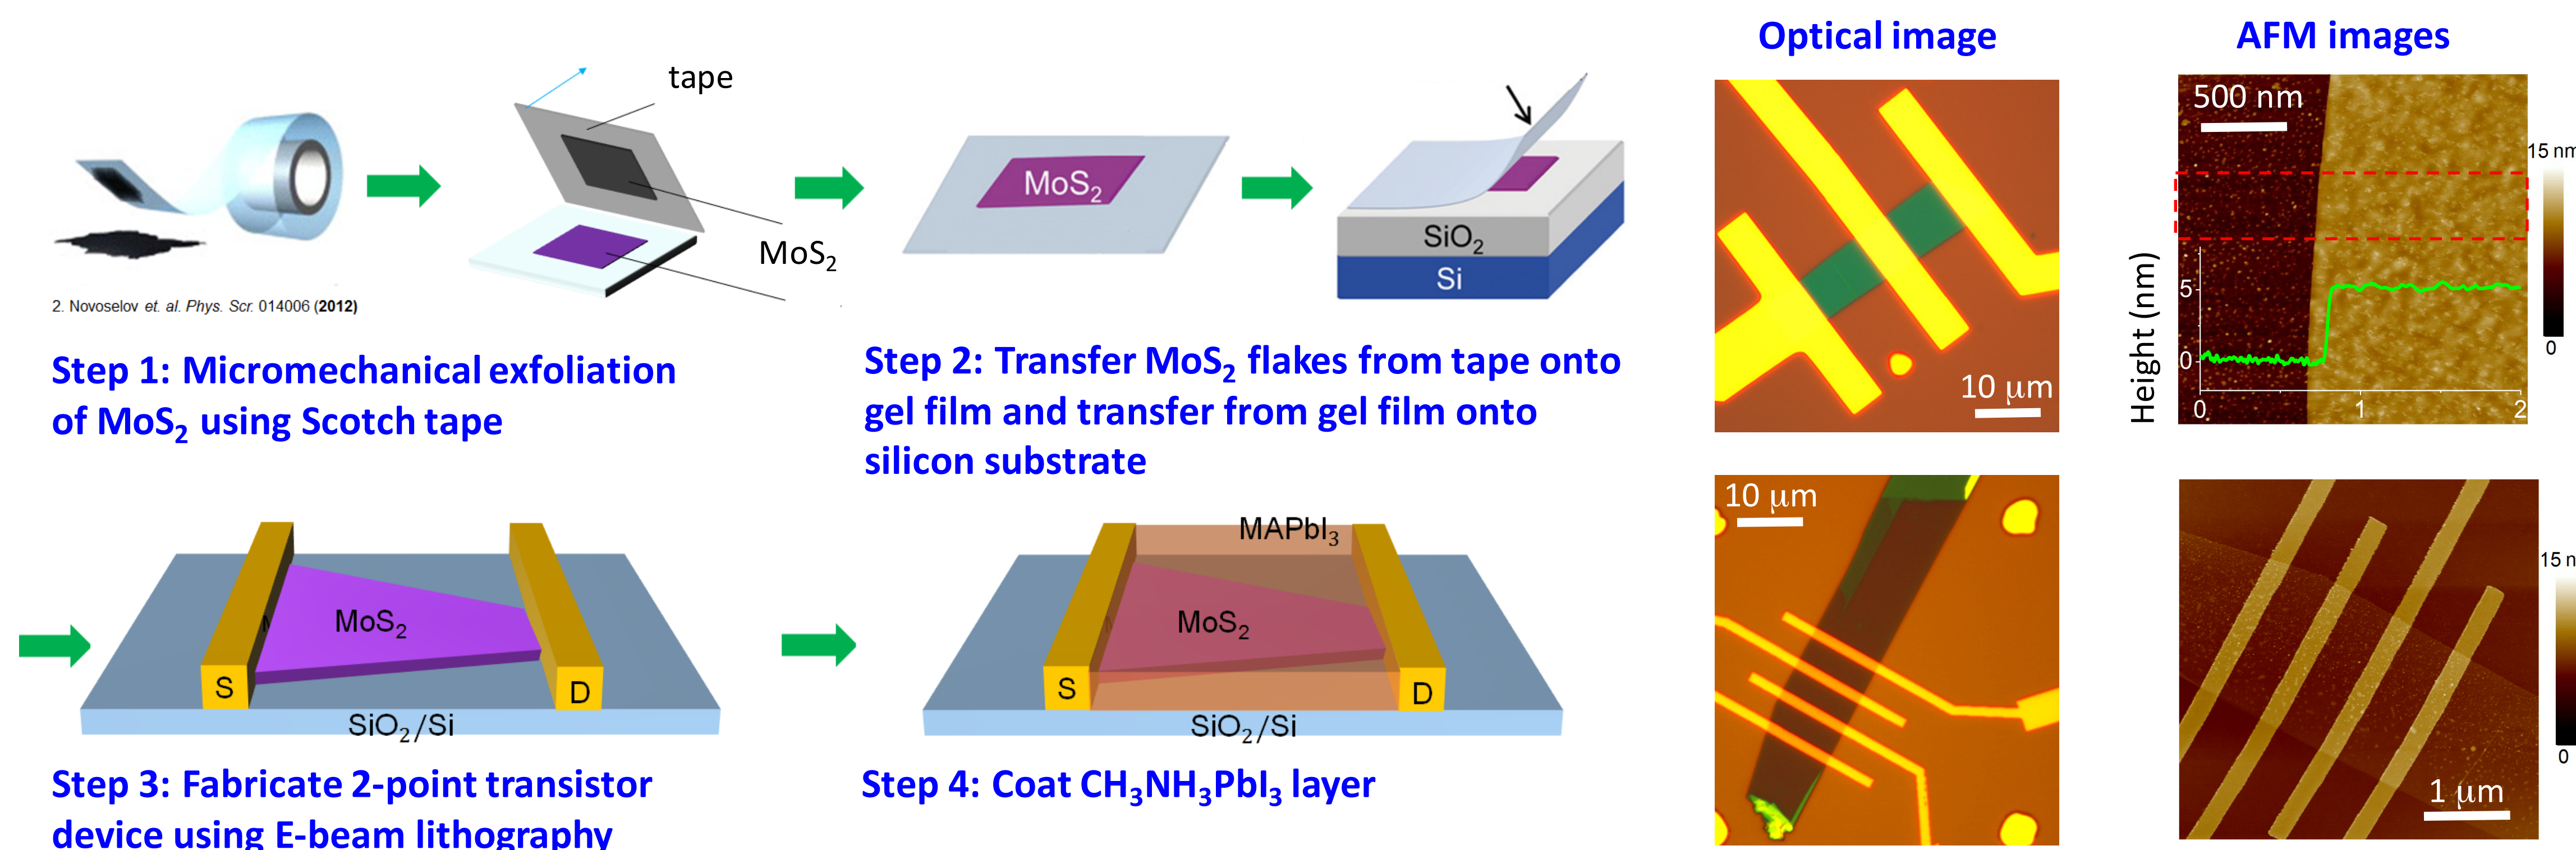 tape
MoS₂
2. Novoselov et. al. Phys. Scr. 014006 (2012)
Step 1: Micromechanical exfoliation
of MoS₂ using Scotch tape
MoS₂
SiO₂
Si
Step 2: Transfer MoS₂ flakes from tape onto
gel film and transfer from gel film onto
silicon substrate
MoS₂
S
D
SiO₂/Si
Step 3: Fabricate 2-point transistor
device using E-beam lithography
MAPbI₃
MoS₂
S
D
SiO₂/Si
Step 4: Coat CH₃NH₃PbI₃ layer
Optical image
10 μm
10 μm
AFM images
500 nm
15 nm
0
Height (nm)
5
0
0 1 2
15 n
0
1 μm